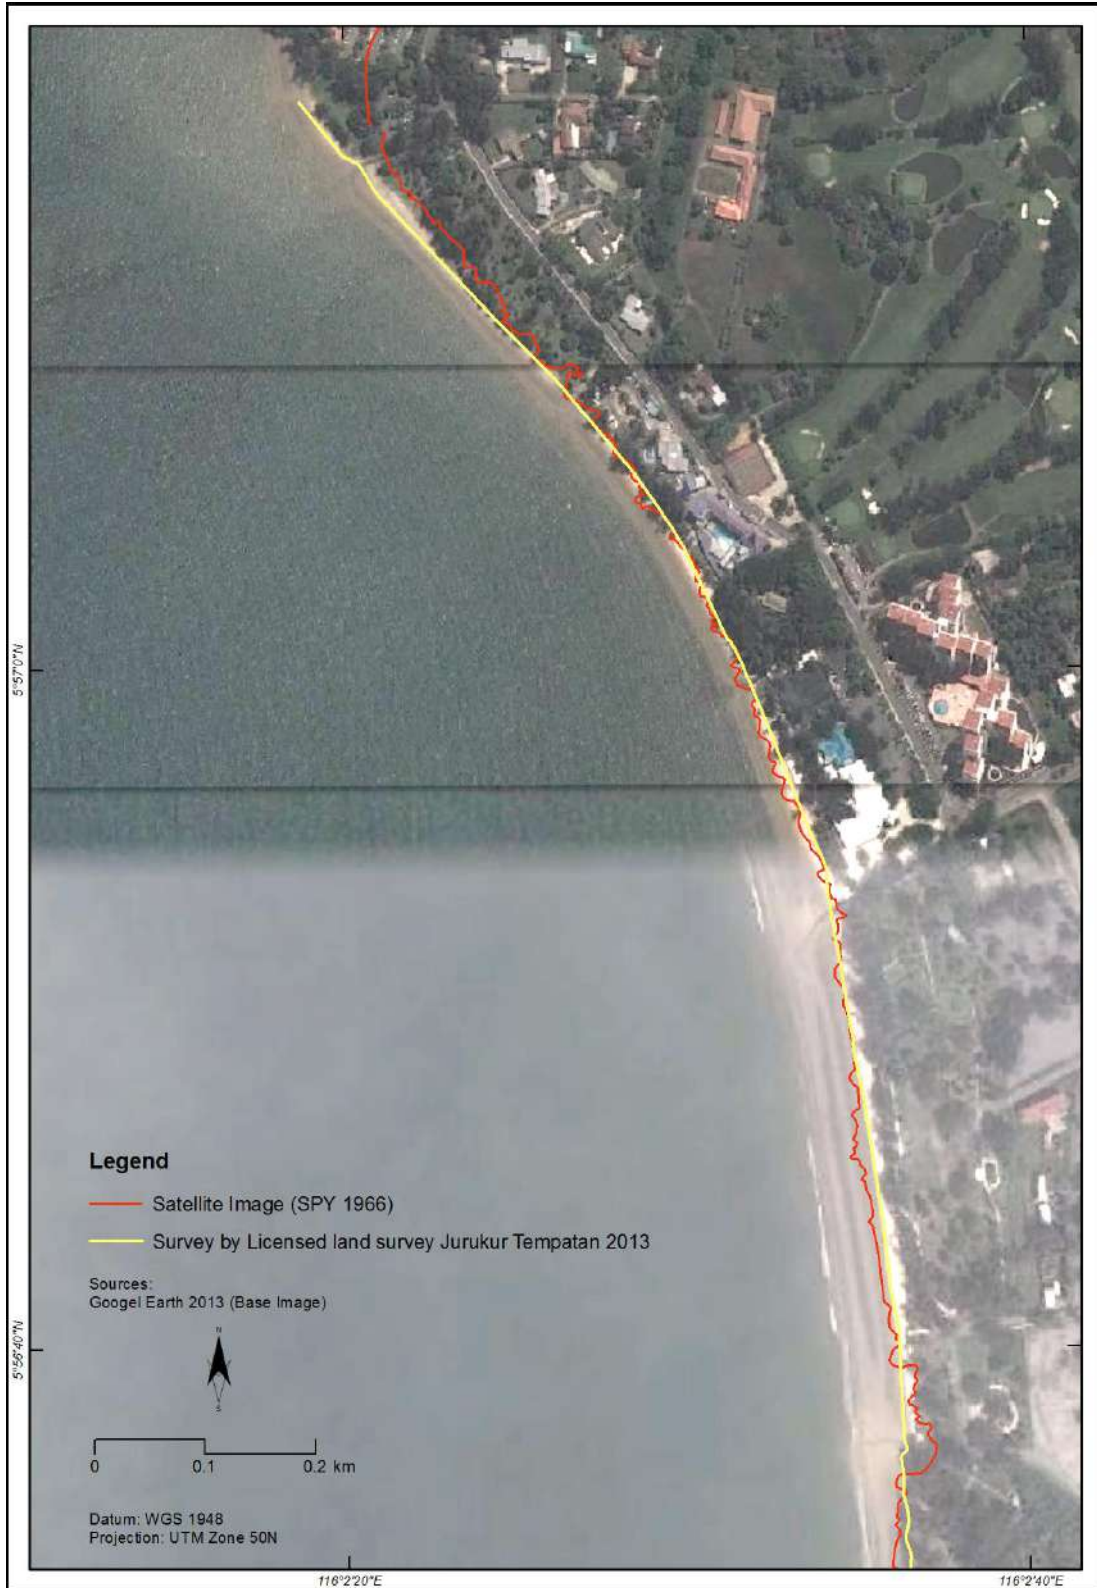 5°57'0"N
Legend
Satellite Image (SPY 1966)
Survey by Licensed land survey Jurukur Tempatan 2013
Sources:
Googel Earth 2013 (Base Image)
5°56'40"N
N
S
0 0.1 0.2 km
Datum: WGS 1948
Projection: UTM Zone 50N
116°2'20"E 116°2'40"E